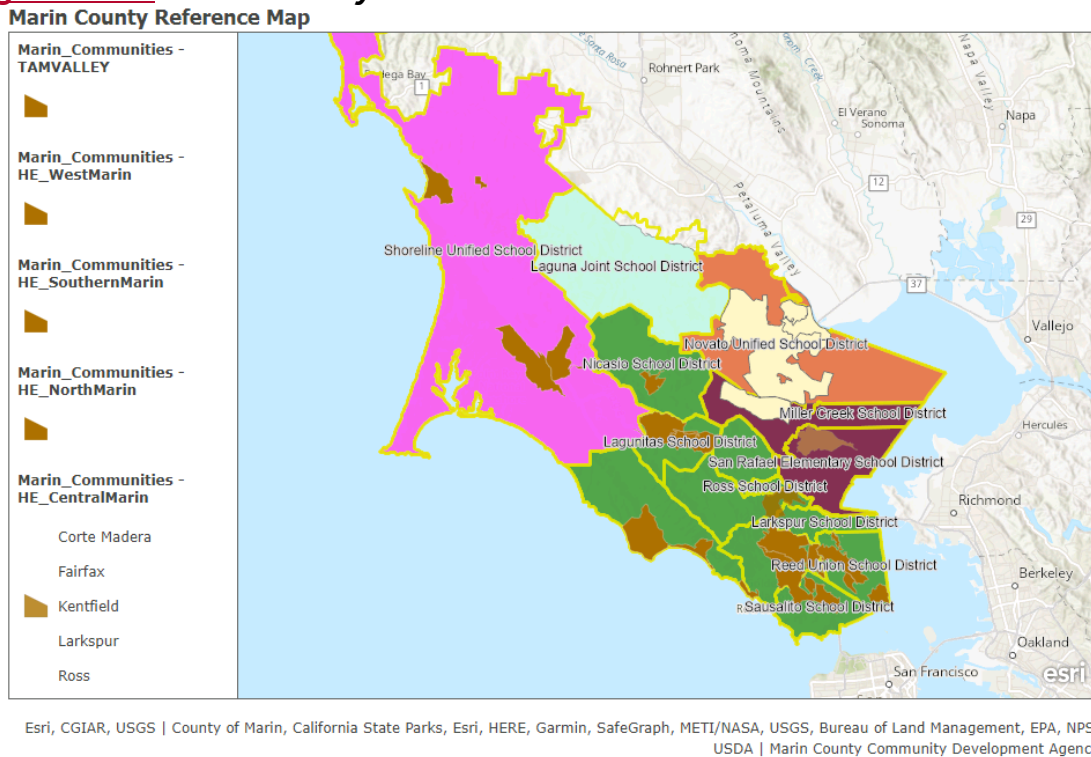 Marin County Reference Map
Marin_Communities -
TAMVALLEY
Marin_Communities -
HE_WestMarin
Marin_Communities -
HE_SouthernMarin
Marin_Communities -
HE_NorthMarin
Marin_Communities -
HE_CentralMarin
Corte Madera
Fairfax
Kentfield
Larkspur
Ross
Santa Rosa
Rohnert Park
1
El Verano
Sonoma
Napa
Napa Valley
12
29
Petaluma Valley
37
Vallejo
Shoreline Unified School District
Laguna Joint School District
Novato Unified School District
Nicasio School District
Miller Creek School District
Hercules
Lagunitas School District
San Rafael Elementary School District
Ross School District
Richmond
Larkspur School District
Reed Union School District
Berkeley
Sausalito School District
Oakland
San Francisco
esri
Esri, CGIAR, USGS | County of Marin, California State Parks, Esri, HERE, Garmin, SafeGraph, METI/NASA, USGS, Bureau of Land Management, EPA, NPS
USDA | Marin County Community Development Agenc